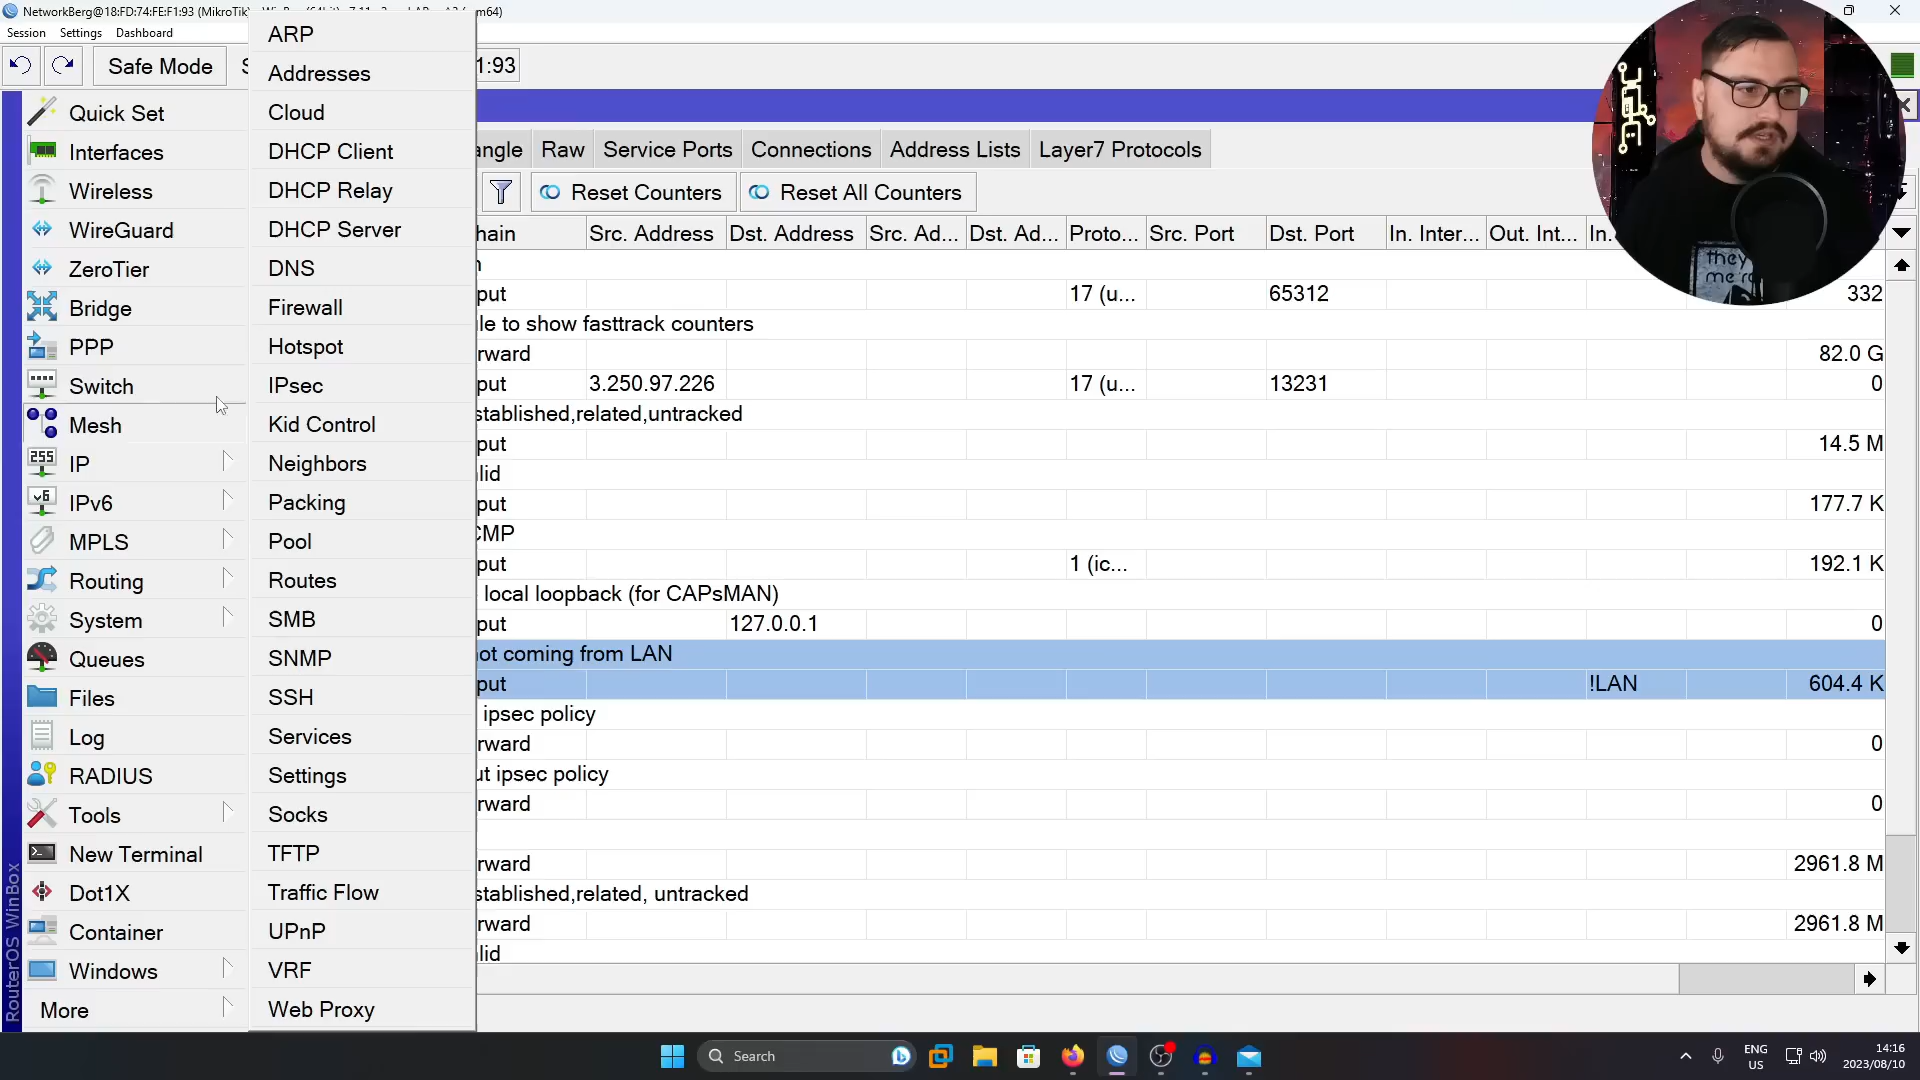 NetworkBerg@18:FD:74:FE:F1:93 (MikroTik)
Session Settings Dashboard
Safe Mode
1:93
Quick Set
Interfaces
Wireless
WireGuard
ZeroTier
Bridge
PPP
Switch
Mesh
IP
IPv6
MPLS
Routing
System
Queues
Files
Log
RADIUS
Tools
New Terminal
Dot1X
Container
Windows
More
RouterOS WinBox
ARP
Addresses
Cloud
DHCP Client
DHCP Relay
DHCP Server
DNS
Firewall
Hotspot
IPsec
Kid Control
Neighbors
Packing
Pool
Routes
SMB
SNMP
SSH
Services
Settings
Socks
TFTP
Traffic Flow
UPnP
VRF
Web Proxy
angle Raw Service Ports Connections Address Lists Layer7 Protocols
Reset Counters Reset All Counters
hain Src. Address Dst. Address Src. Ad... Dst. Ad... Proto... Src. Port Dst. Port In. Inter... Out. Int... In.
put 17 (u... 65312 332
le to show fasttrack counters
rward 82.0 G
put 3.250.97.226 17 (u... 13231 0
stablished,related,untracked
put 14.5 M
lid
put 177.7 K
CMP
put 1 (ic... 192.1 K
local loopback (for CAPsMAN)
put 127.0.0.1 0
not coming from LAN
put !LAN 604.4 K
ipsec policy
rward 0
ut ipsec policy
rward 0
rward 2961.8 M
stablished,related, untracked
rward 2961.8 M
lid
they
Search
ENG
US
14:16
2023/08/10